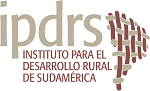 ipdrs
INSTITUTO PARA EL
DESARROLLO RURAL
DE SUDAMÉRICA